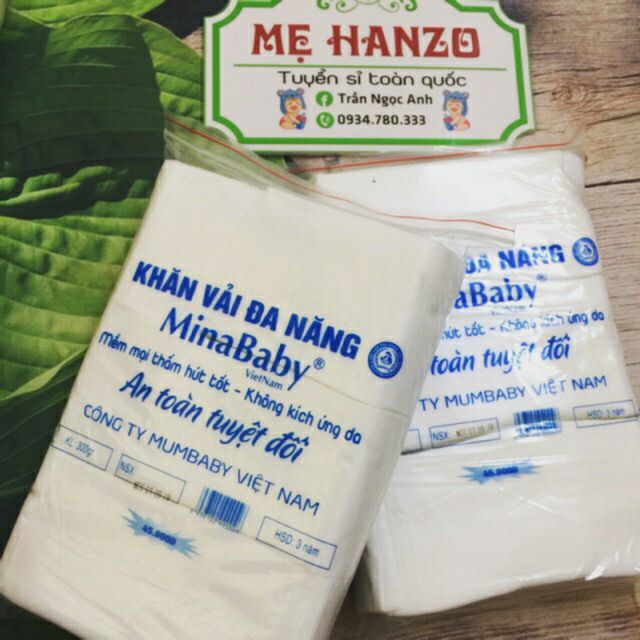 MẸ HANZO
Tuyển sỉ toàn quốc
Trần Ngọc Anh
0934.780.333
KHĂN VẢI ĐA NĂNG
MinaBaby®
VietNam
Mềm mại thấm hút tốt - Không kích ứng da
An toàn tuyệt đối
CÔNG TY MUMBABY VIỆT NAM
KL: 300g
NSX
HSD: 3 năm
45.000Đ
ĐA NĂNG
naBaby®
VietNam
hút tốt - Không kích ứng da
toàn tuyệt đối
TY MUMBABY VIỆT NAM
NSX
HSD: 3 năm
45.000Đ